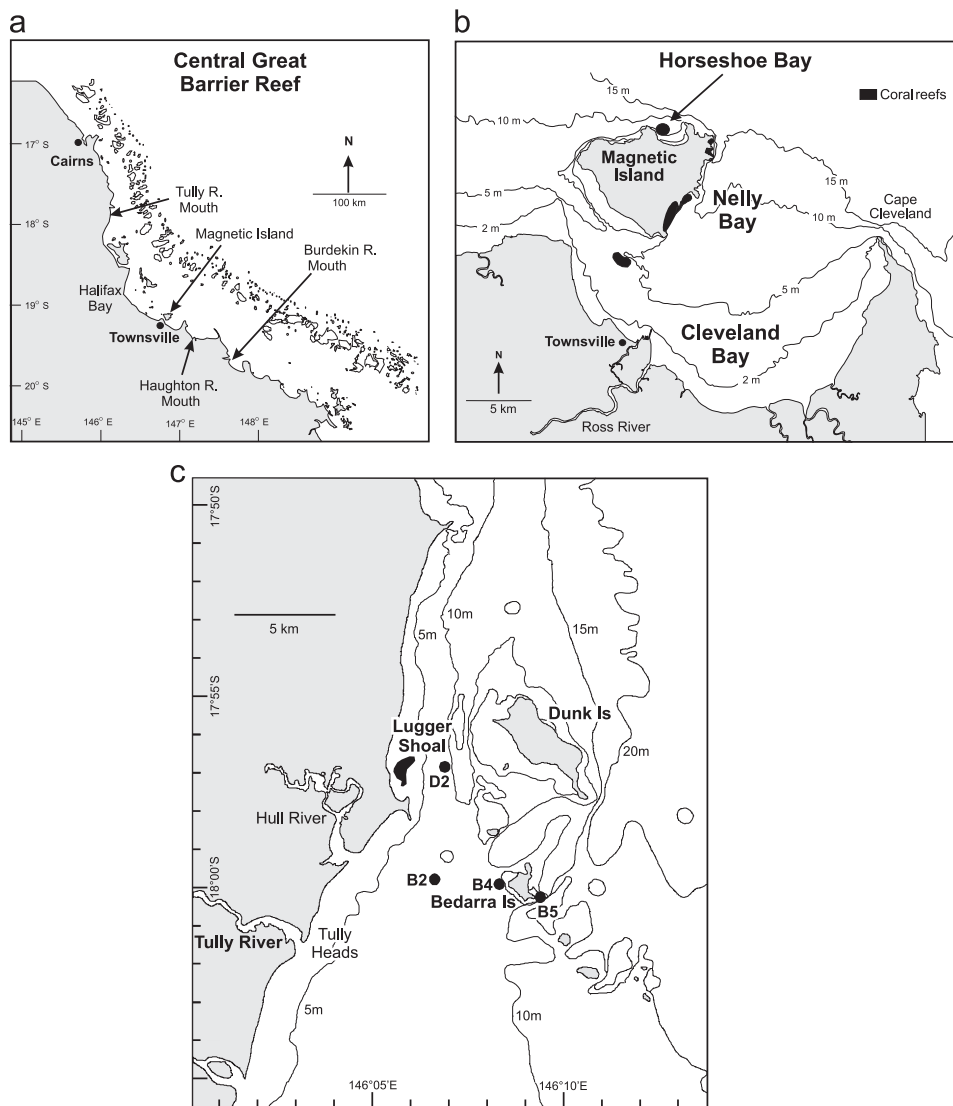 a
Central Great
Barrier Reef
17° S
18° S
19° S
20° S
145° E
146° E
147° E
148° E
N
100 km
Cairns
Tully R.
Mouth
Magnetic Island
Burdekin R.
Mouth
Halifax
Bay
Townsville
Haughton R.
Mouth
b
Horseshoe Bay
Coral reefs
15 m
10 m
Magnetic
Island
5 m
2 m
Nelly
Bay
15 m
10 m
Cape
Cleveland
5 m
Cleveland
Bay
2 m
Townsville
N
5 km
Ross River
c
17°50'S
5 km
5m
10m
15m
17°55'S
Lugger
Shoal
Dunk Is
D2
20m
Hull River
18°00'S
B2
B4
Bedarra Is
B5
Tully River
Tully
Heads
5m
10m
146°05'E
146°10'E